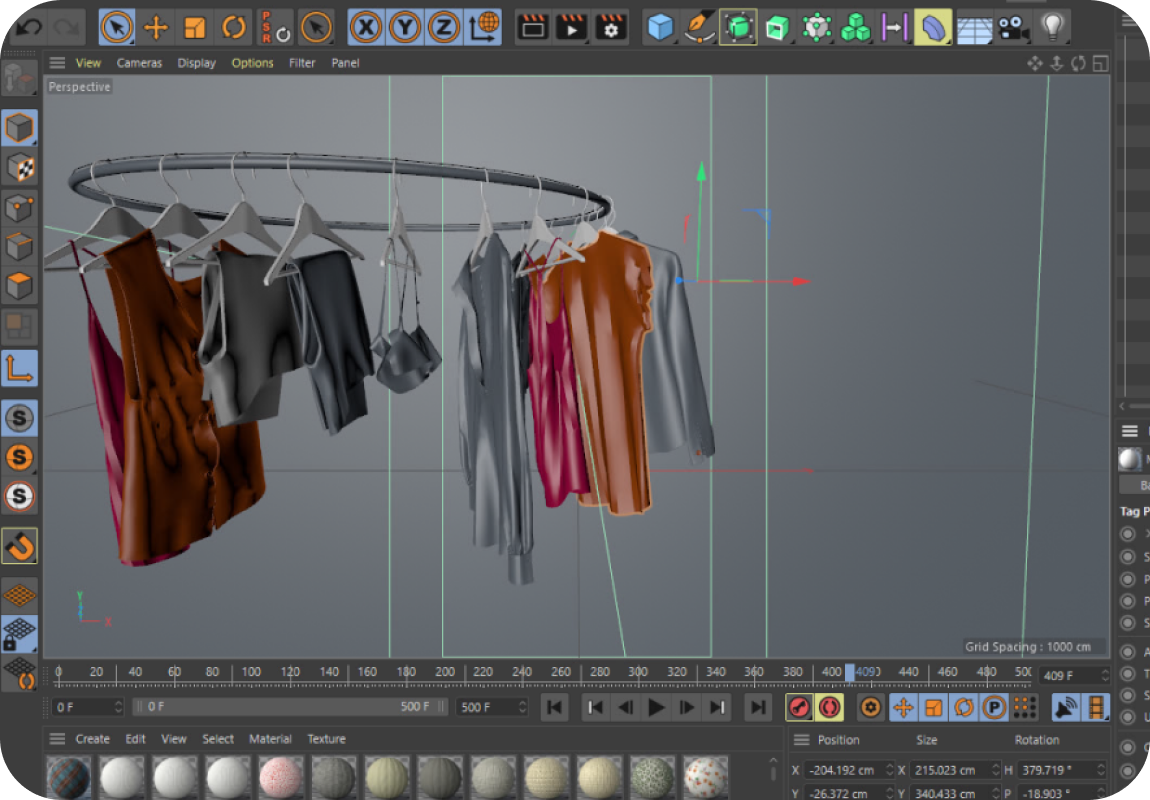 P
S
R
X Y Z
View Cameras Display Options Filter Panel
Perspective
Y
X
Grid Spacing : 1000 cm
0 20 40 60 80 100 120 140 160 180 200 220 240 260 280 300 320 340 360 380 400 409 440 460 480 500 409 F
0 F 0 F 500 F 500 F P
S
S
S
Create Edit View Select Material Texture
Position Size Rotation
X -204.192 cm X 215.023 cm H 379.719 °
Y -26.372 cm Y 340.433 cm P -18.903 °
Ba
Tag P
S
P
P
S
A
T
S
U